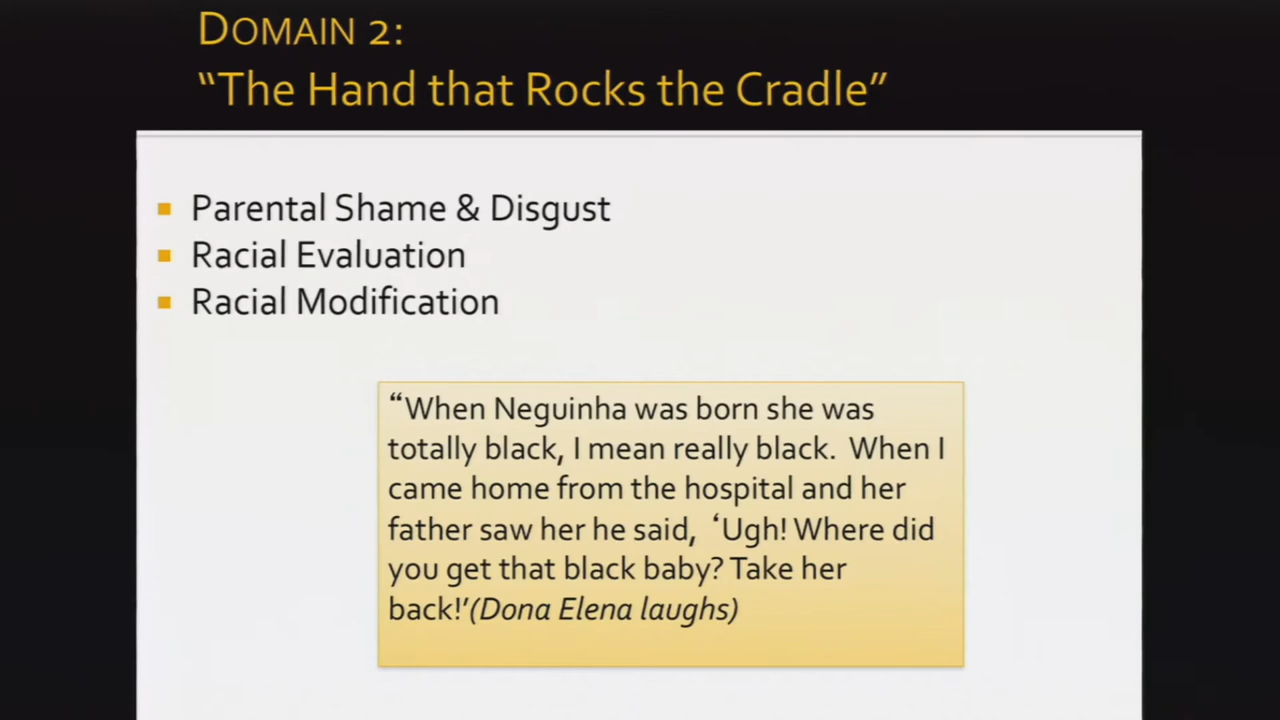 DOMAIN 2:
“The Hand that Rocks the Cradle”
▪ Parental Shame & Disgust
▪ Racial Evaluation
▪ Racial Modification
“When Neguinha was born she was
totally black, I mean really black.  When I
came home from the hospital and her
father saw her he said, ‘Ugh! Where did
you get that black baby? Take her
back!’(Dona Elena laughs)